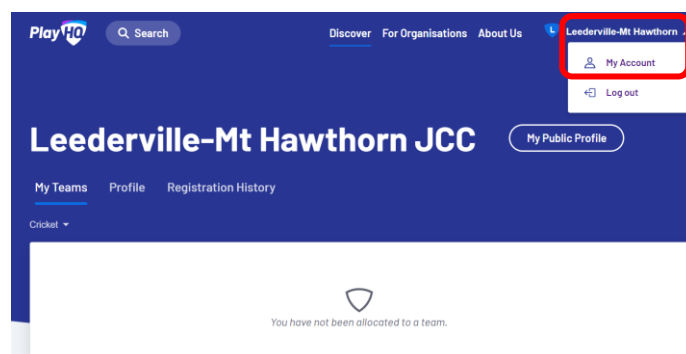 PlayHQ Search Discover For Organisations About Us L Leederville-Mt Hawthorn
My Account
Log out
Leederville-Mt Hawthorn JCC My Public Profile
My Teams Profile Registration History
Cricket
You have not been allocated to a team.